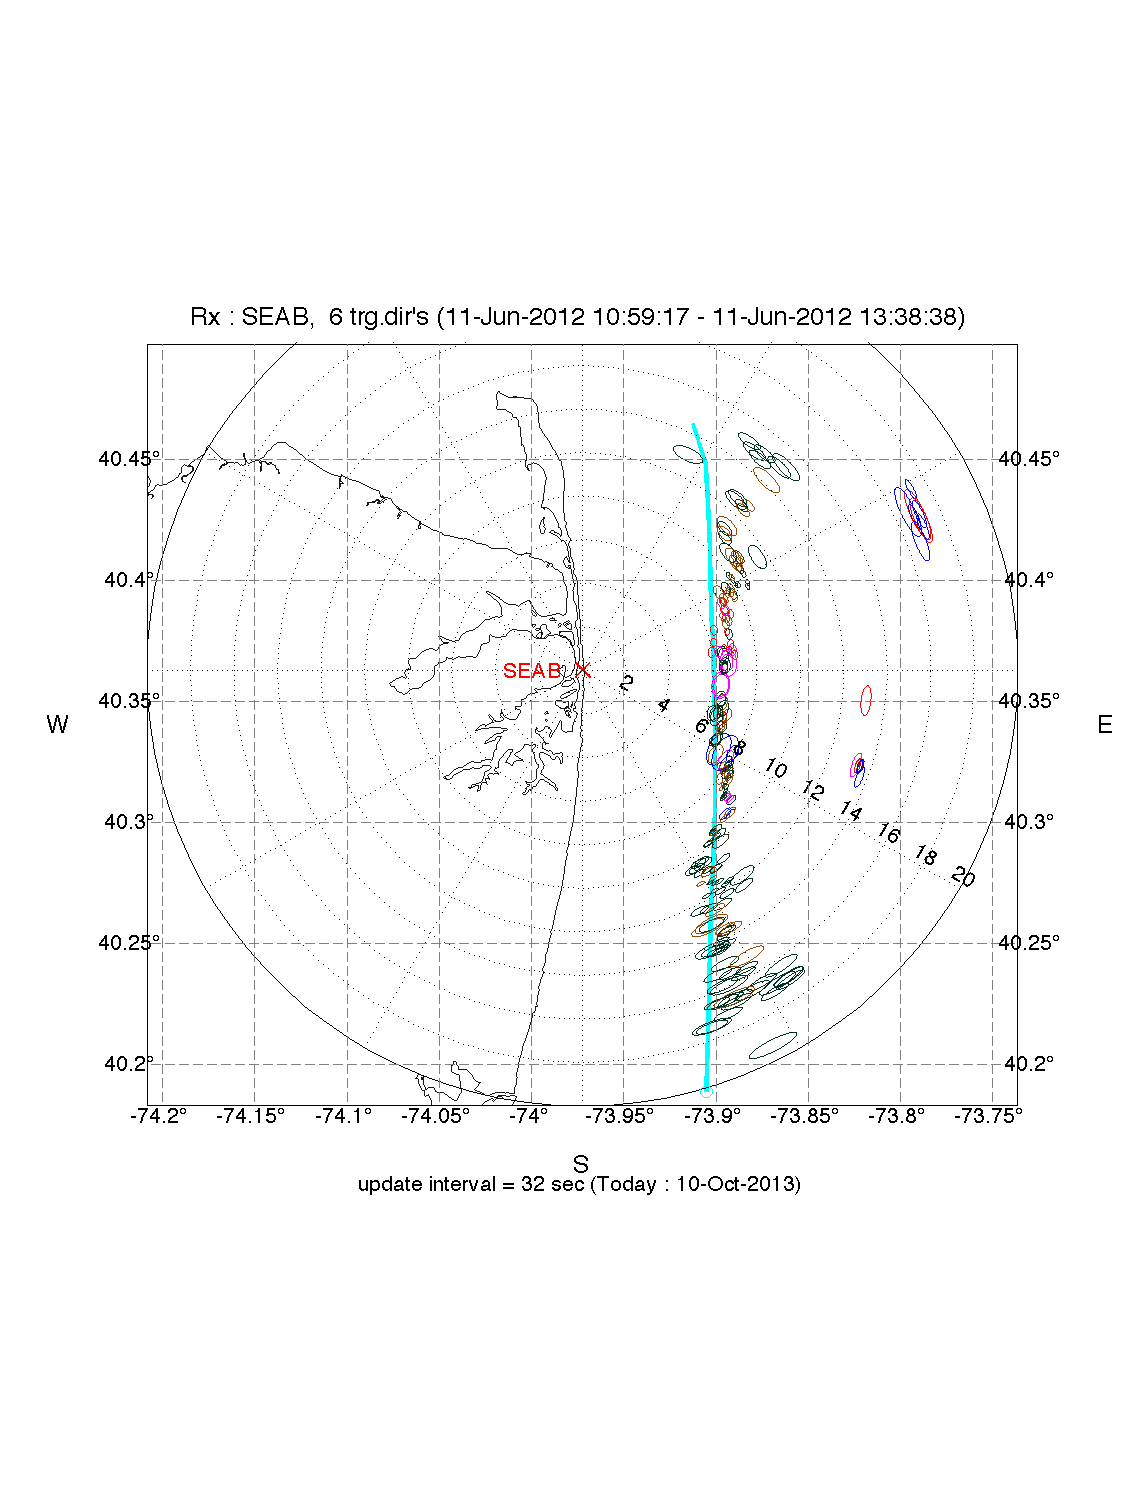 Rx : SEAB,  6 trg.dir's (11-Jun-2012 10:59:17 - 11-Jun-2012 13:38:38)
40.45° 40.45°
40.4° 40.4°
SEAB
2
40.35° 40.35°
4
W 6 E
8
10
12
14
40.3° 40.3°
16
18
20
40.25° 40.25°
40.2° 40.2°
-74.2° -74.15° -74.1° -74.05° -74° -73.95° -73.9° -73.85° -73.8° -73.75°
S
update interval = 32 sec (Today : 10-Oct-2013)